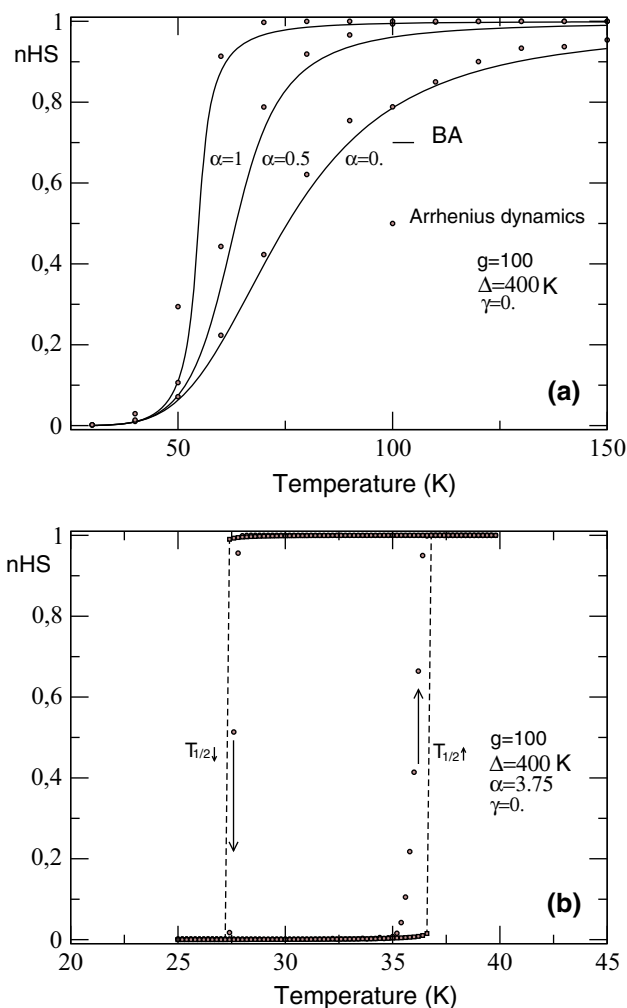 1
nHS
0,8
BA
α=1
α=0.5
α=0.
0,6
Arrhenius dynamics
0,4
g=100
Δ=400 K
γ=0.
0,2
(a)
0
50
100
150
Temperature (K)
1
nHS
0,8
0,6
T1/2↓
T1/2↑
g=100
Δ=400 K
α=3.75
γ=0.
0,4
0,2
(b)
0
20
25
30
35
40
45
Temperature (K)